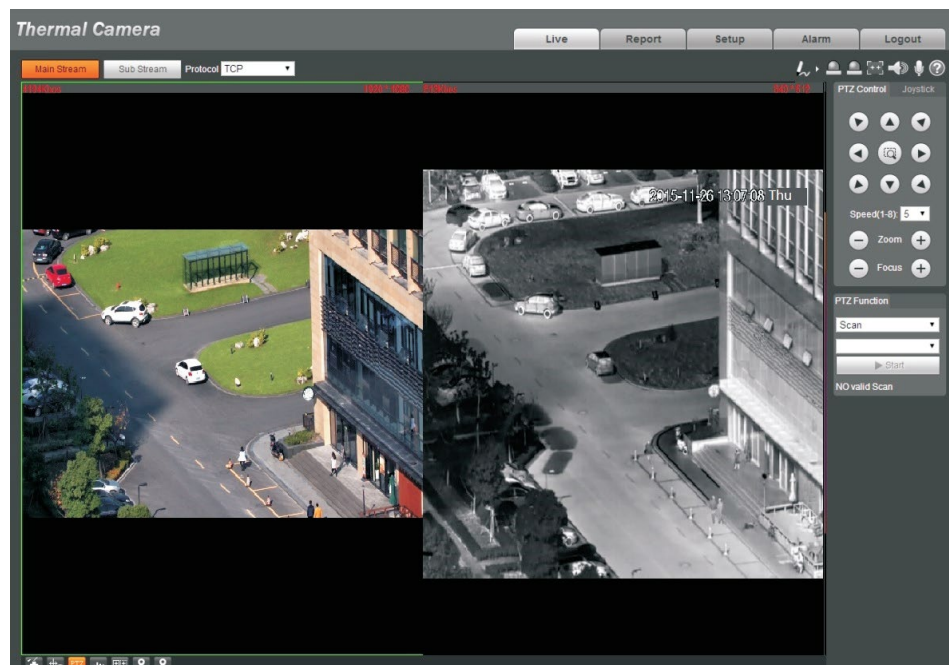 Thermal Camera
Live Report Setup Alarm Logout
Main Stream Sub Stream Protocol TCP
PTZ Control Joystick
2015-11-26 13:07:08 Thu
Speed(1-8): 5
Zoom
Focus
PTZ Function
Scan
Start
NO valid Scan
PTZ